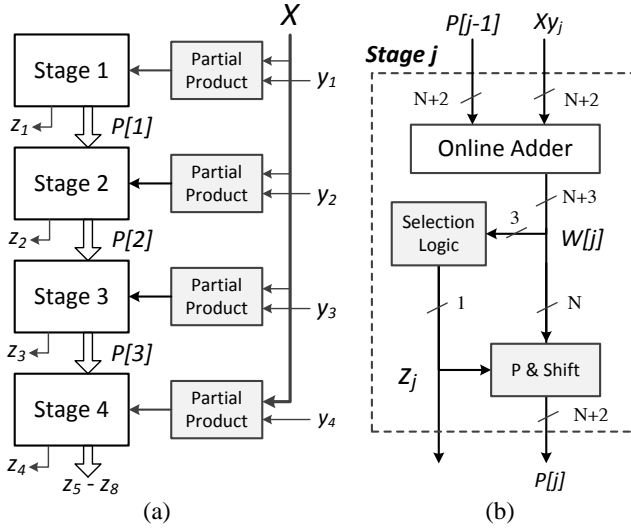 X
Stage 1
Partial
Product
y1
z1
P[1]
Stage 2
Partial
Product
y2
z2
P[2]
Stage 3
Partial
Product
y3
z3
P[3]
Stage 4
Partial
Product
y4
z4
z5 - z8
(a)
P[j-1]
Xyj
Stage j
N+2
N+2
Online Adder
N+3
Selection
Logic
3
W[j]
1
N
zj
P & Shift
N+2
P[j]
(b)